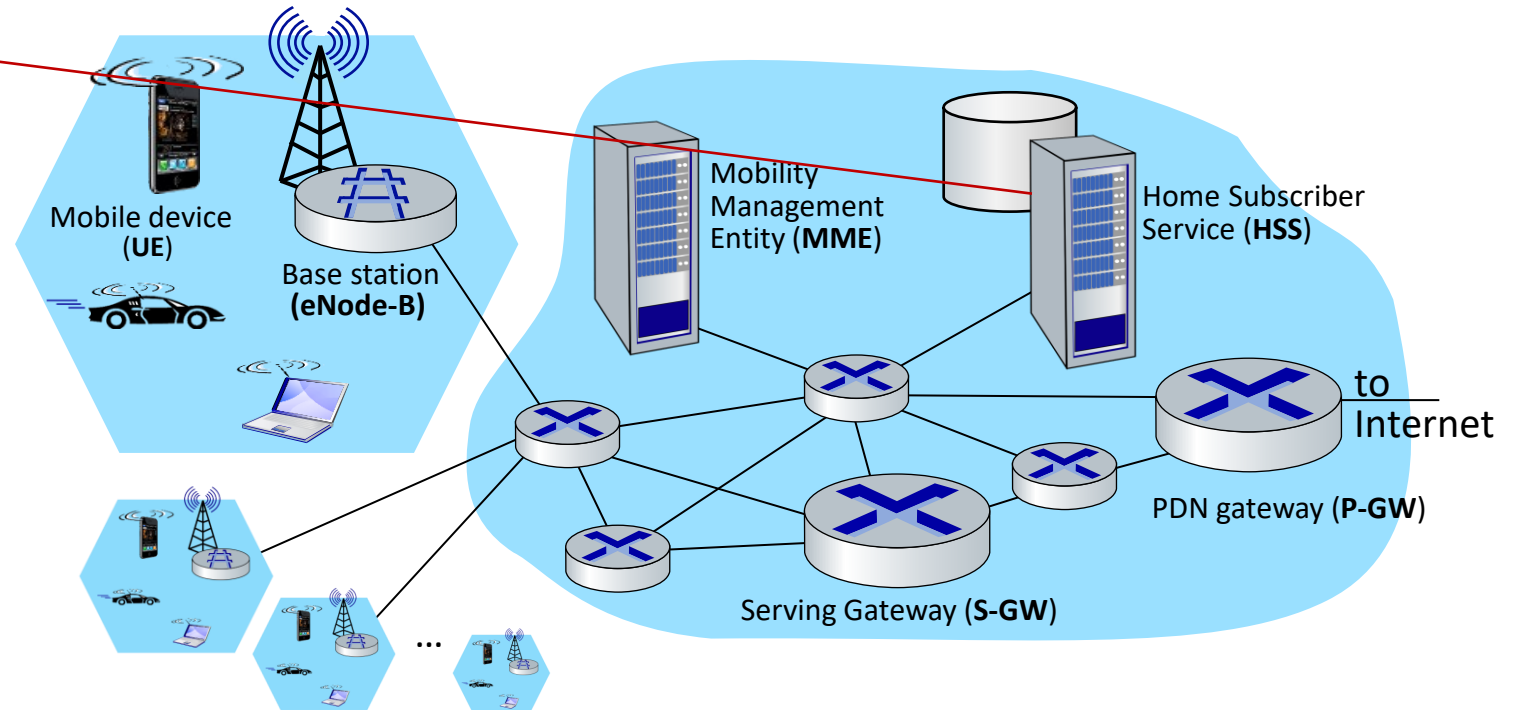 Mobile device
(UE)
Base station
(eNode-B)
Mobility
Management
Entity (MME)
Home Subscriber
Service (HSS)
to
Internet
PDN gateway (P-GW)
Serving Gateway (S-GW)
...